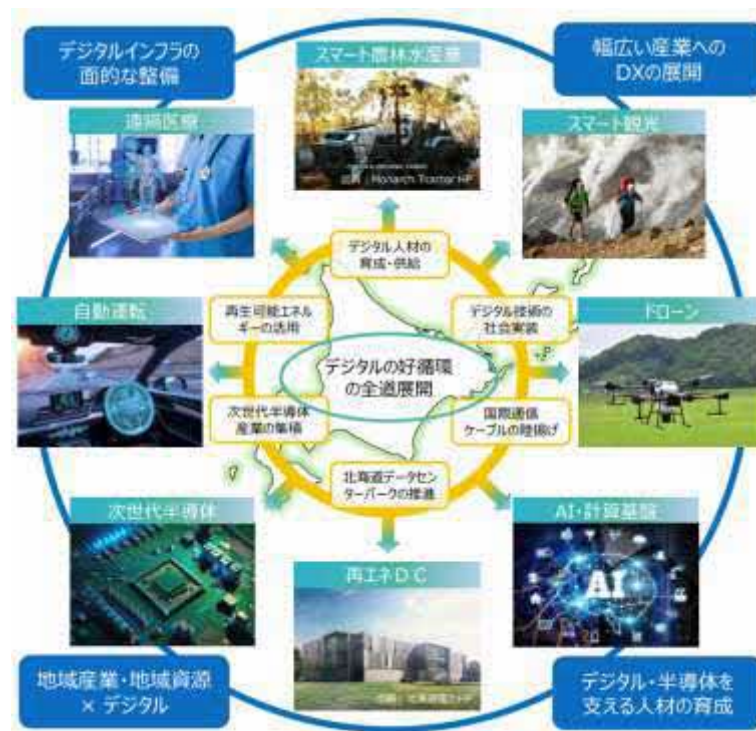 デジタルインフラの
面的な整備
スマート農林水産業
幅広い産業への
DXの展開
遠隔医療
スマート観光
出典：Monarch Tractor HP
デジタル人材の
育成・供給
自動運転
再生可能エネル
ギーの活用
デジタル技術の
社会実装
ドローン
デジタルの好循環
の全道展開
次世代半導体
産業の集積
国際通信
ケーブルの陸揚げ
北海道データセン
ターパークの推進
次世代半導体
AI・計算基盤
再エネDC
AI
地域産業・地域資源
× デジタル
デジタル・半導体を
支える人材の育成